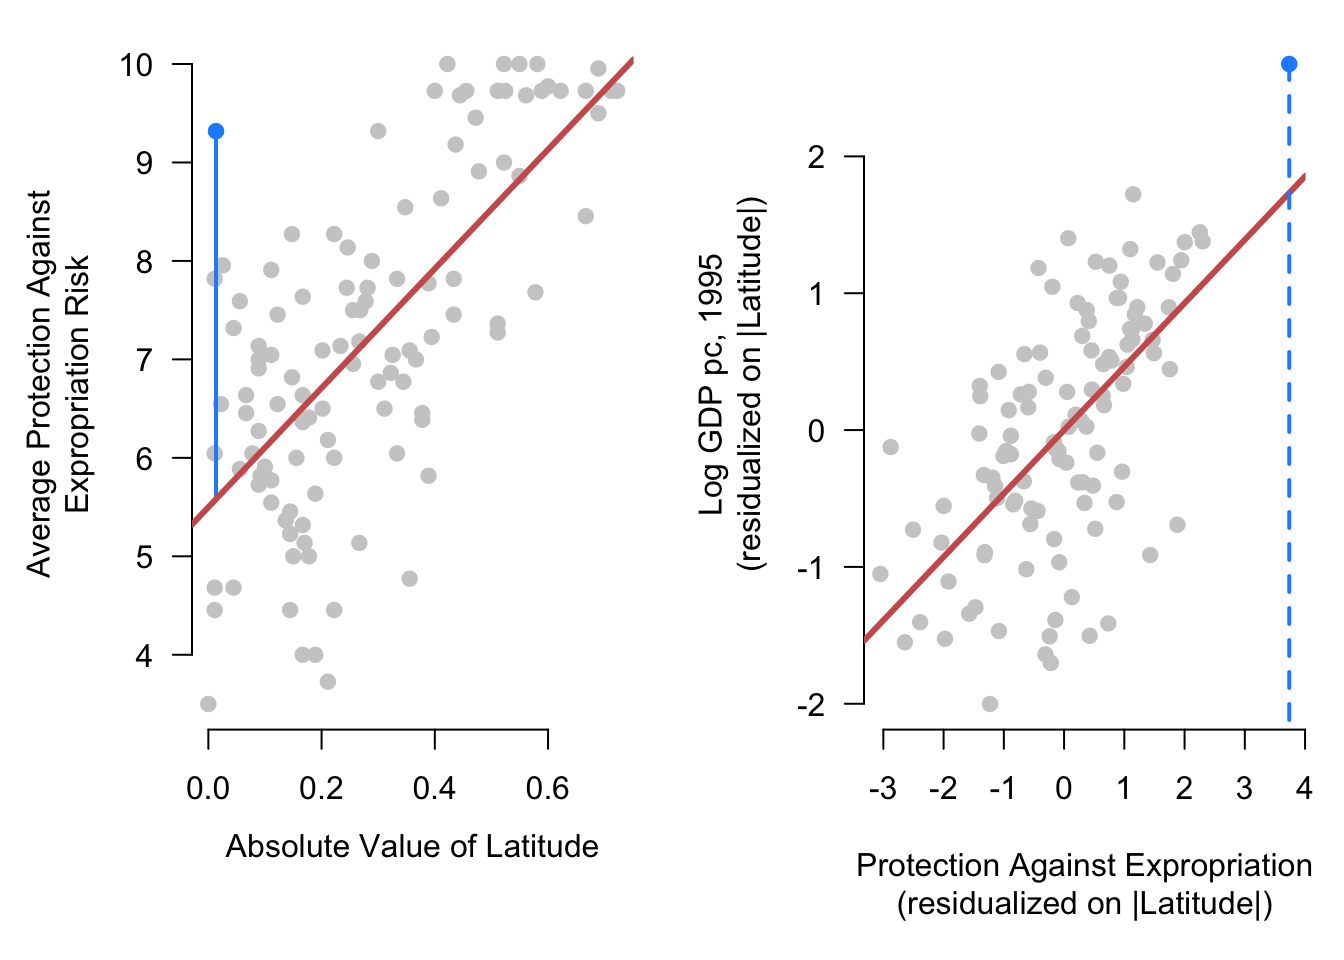 10
9
8
7
6
5
4
Average Protection Against
Expropriation Risk
0.0 0.2 0.4 0.6
Absolute Value of Latitude
2
1
0
-1
-2
Log GDP pc, 1995
(residualized on |Latitude|)
-3 -2 -1 0 1 2 3 4
Protection Against Expropriation
(residualized on |Latitude|)